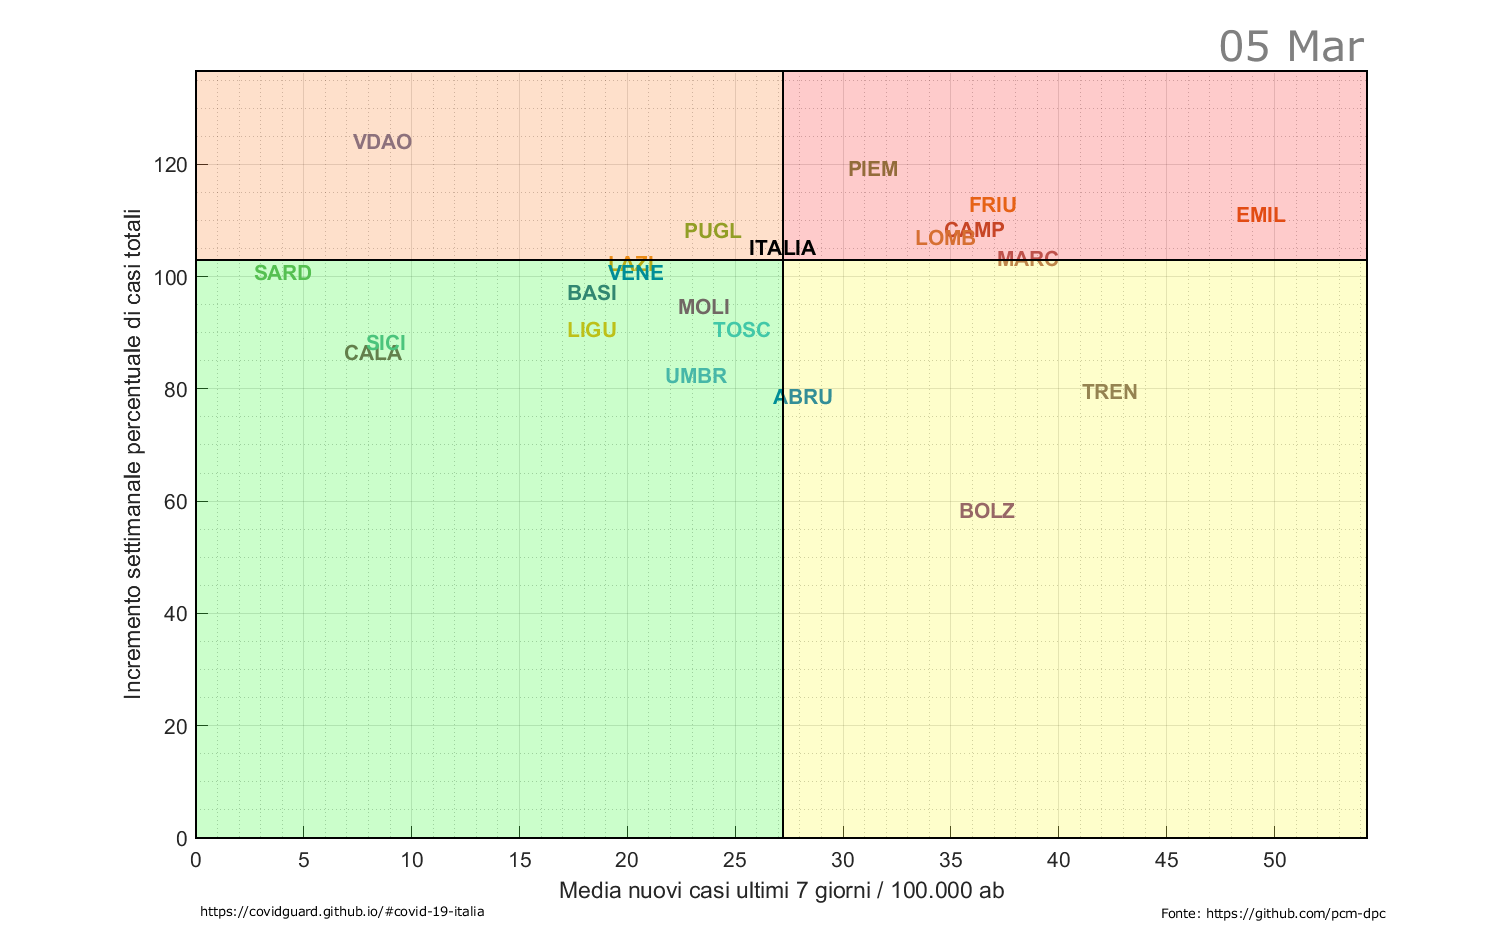 05 Mar
Incremento settimanale percentuale di casi totali
120
100
80
60
40
20
0
VDAO
PIEM
FRIU
EMIL
CAMP
PUGL
LOMB
ITALIA
MARC
LAZI
SARD
VENE
BASI
MOLI
LIGU
TOSC
SICI
CALA
UMBR
TREN
ABRU
BOLZ
0 5 10 15 20 25 30 35 40 45 50
Media nuovi casi ultimi 7 giorni / 100.000 ab
https://covidguard.github.io/#covid-19-italia
Fonte: https://github.com/pcm-dpc